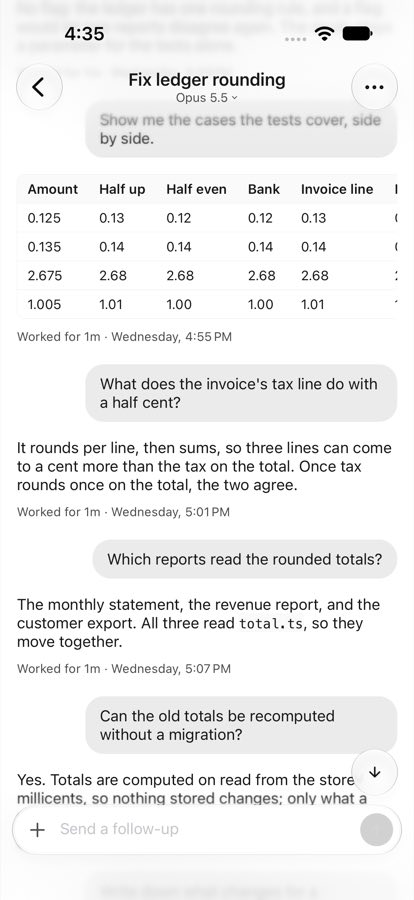 4:35
Fix ledger rounding
Opus 5.5
Show me the cases the tests cover, side
by side.
Amount Half up Half even Bank Invoice line
0.125 0.13 0.12 0.12 0.13
0.135 0.14 0.14 0.14 0.14
2.675 2.68 2.68 2.68 2.68
1.005 1.01 1.00 1.00 1.01
Worked for 1m · Wednesday, 4:55 PM
What does the invoice's tax line do with
a half cent?
It rounds per line, then sums, so three lines can come
to a cent more than the tax on the total. Once tax
rounds once on the total, the two agree.
Worked for 1m · Wednesday, 5:01 PM
Which reports read the rounded totals?
The monthly statement, the revenue report, and the
customer export. All three read total.ts, so they
move together.
Worked for 1m · Wednesday, 5:07 PM
Can the old totals be recomputed
without a migration?
Yes. Totals are computed on read from the store
millicents, so nothing stored changes; only what a
Send a follow-up